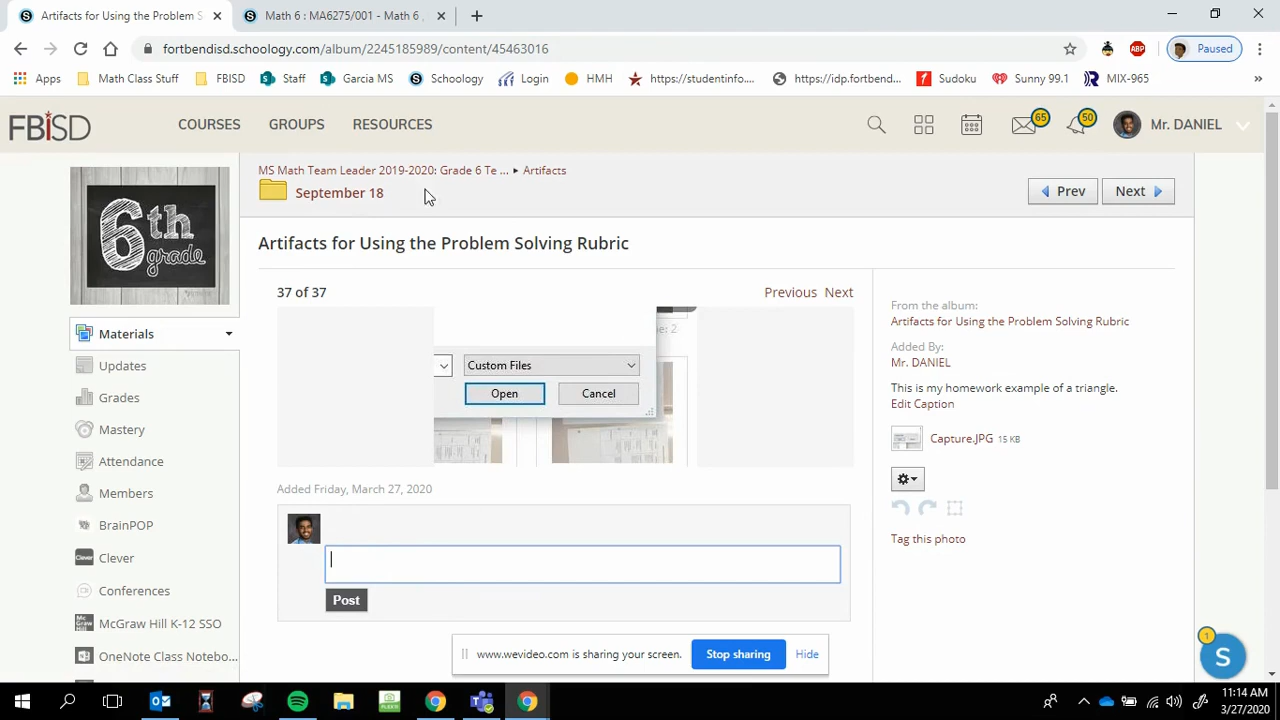 Artifacts for Using the Problem S
Math 6 : MA6275/001 - Math 6
fortbendisd.schoology.com/album/2245185989/content/45463016
ABP
Paused
Apps
Math Class Stuff
FBISD
Staff
Garcia MS
Schoology
Login
HMH
https://studentinfo....
https://idp.fortben...
Sudoku
Sunny 99.1
MIX-965
FBISD
COURSES
GROUPS
RESOURCES
65
50
Mr. DANIEL
6th
grade
MS Math Team Leader 2019-2020: Grade 6 Te ...
Artifacts
September 18
Prev
Next
Artifacts for Using the Problem Solving Rubric
37 of 37
Previous
Next
Custom Files
Open
Cancel
Added Friday, March 27, 2020
Post
From the album:
Artifacts for Using the Problem Solving Rubric
Added By:
Mr. DANIEL
This is my homework example of a triangle.
Edit Caption
Capture.JPG 15 KB
Tag this photo
Materials
Updates
Grades
Mastery
Attendance
Members
BrainPOP
Clever
Conferences
McGraw Hill K-12 SSO
OneNote Class Notebo...
www.wevideo.com is sharing your screen.
Stop sharing
Hide
1
S
11:14 AM
3/27/2020